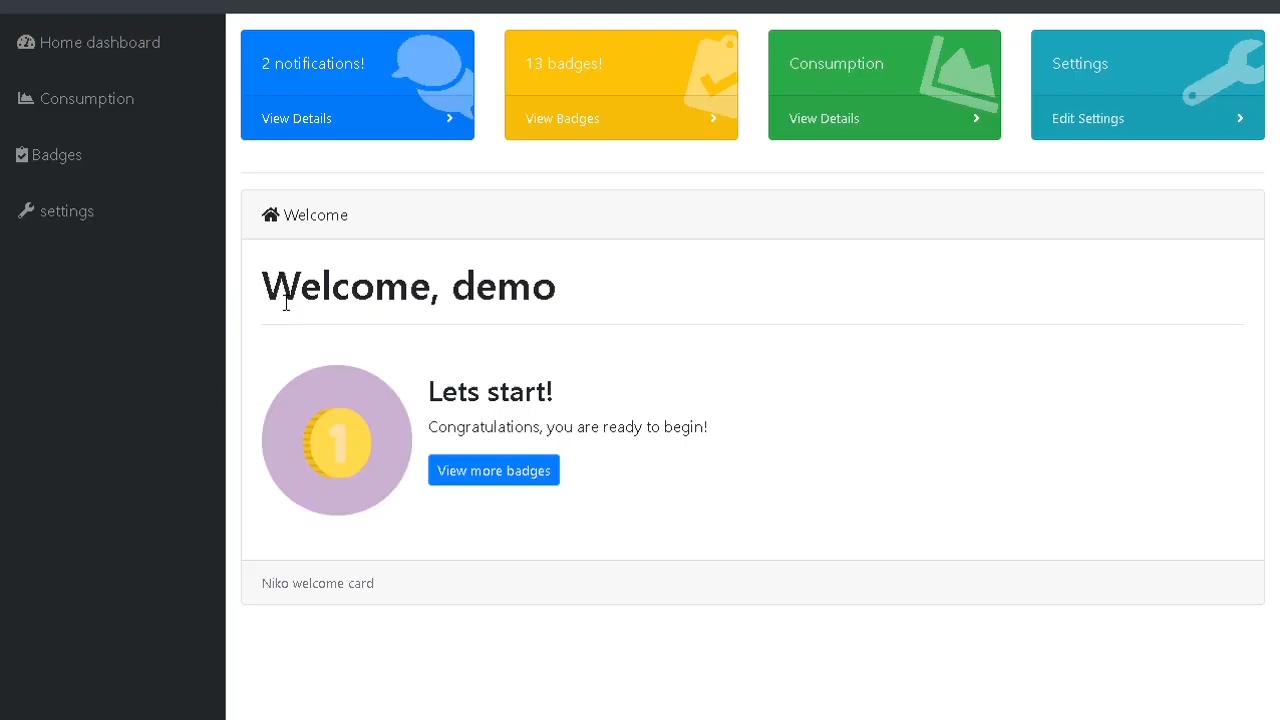 Home dashboard
Consumption
Badges
settings
2 notifications!
View Details
13 badges!
View Badges
Consumption
View Details
Settings
Edit Settings
Welcome
Welcome, demo
1
Lets start!
Congratulations, you are ready to begin!
View more badges
Niko welcome card